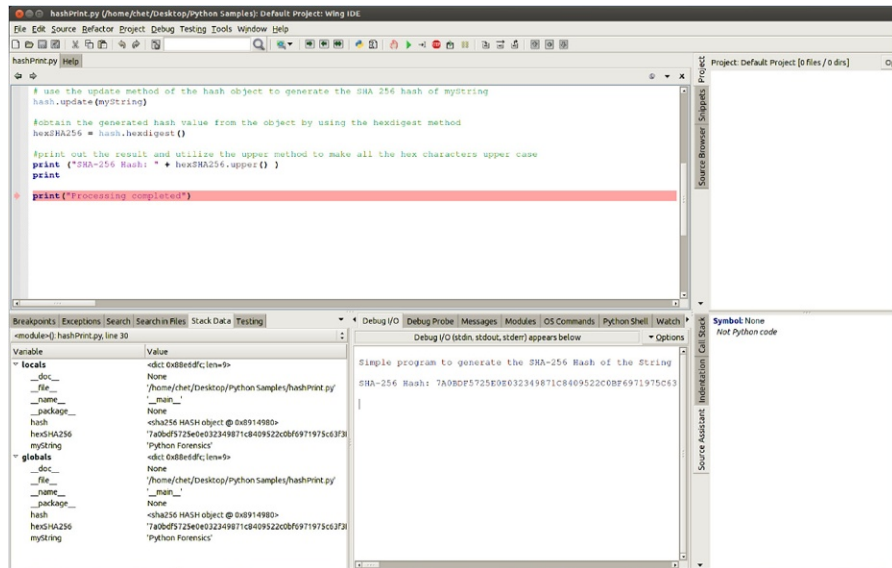 hashPrint.py (/home/chet/Desktop/Python Samples): Default Project: Wing IDE
File Edit Source Refactor Project Debug Testing Tools Window Help
hashPrint.py Help
# use the update method of the hash object to generate the SHA 256 hash of myString
hash.update(myString)
#obtain the generated hash value from the object by using the hexdigest method
hexSHA256 = hash.hexdigest()
#print out the result and utilize the upper method to make all the hex characters upper case
print ("SHA-256 Hash: " + hexSHA256.upper() )
print
print("Processing completed")
Project
Snippets
Source Browser
Project: Default Project [0 files / 0 dirs]
Op
Breakpoints Exceptions Search Search in Files Stack Data Testing
<module>(): hashPrint.py, line 30
Variable Value
locals <dict 0x88e6dfc; len=9>
__doc__ None
__file__ '/home/chet/Desktop/Python Samples/hashPrint.py'
__name__ '__main__'
__package__ None
hash <sha256 HASH object @ 0x8914980>
hexSHA256 '7a0bdf5725e0e032349871c8409522c0bf6971975c63f3
myString 'Python Forensics'
globals <dict 0x88e6dfc; len=9>
__doc__ None
__file__ '/home/chet/Desktop/Python Samples/hashPrint.py'
__name__ '__main__'
__package__ None
hash <sha256 HASH object @ 0x8914980>
hexSHA256 '7a0bdf5725e0e032349871c8409522c0bf6971975c63f3
myString 'Python Forensics'
Debug I/O Debug Probe Messages Modules OS Commands Python Shell Watch
Debug I/O (stdin, stdout, stderr) appears below Options
Simple program to generate the SHA-256 Hash of the String
SHA-256 Hash: 7A0BDF5725E0E032349871C8409522C0BF6971975C63
Call Stack
Indentation
Source Assistant
Symbol: None
Not Python code